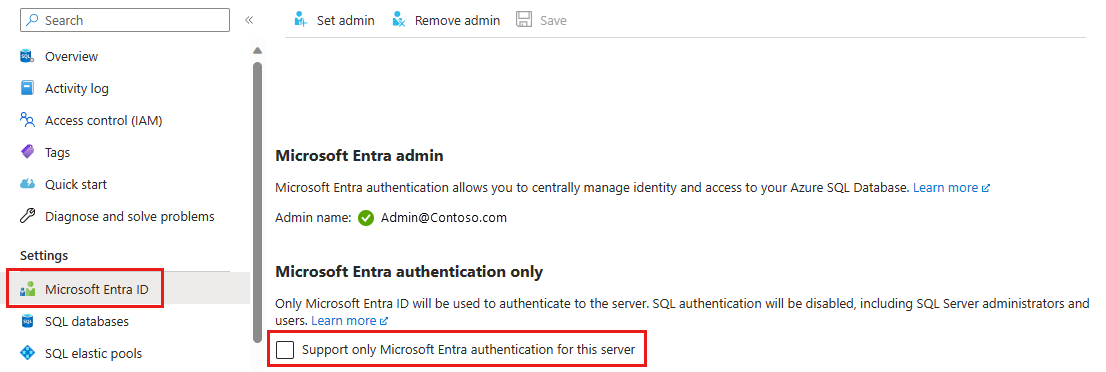 Search
«
Overview
Activity log
Access control (IAM)
Tags
Quick start
Diagnose and solve problems
Settings
Microsoft Entra ID
SQL databases
SQL elastic pools
Set admin Remove admin Save
Microsoft Entra admin
Microsoft Entra authentication allows you to centrally manage identity and access to your Azure SQL Database. Learn more
Admin name: Admin@Contoso.com
Microsoft Entra authentication only
Only Microsoft Entra ID will be used to authenticate to the server. SQL authentication will be disabled, including SQL Server administrators and
users. Learn more
Support only Microsoft Entra authentication for this server